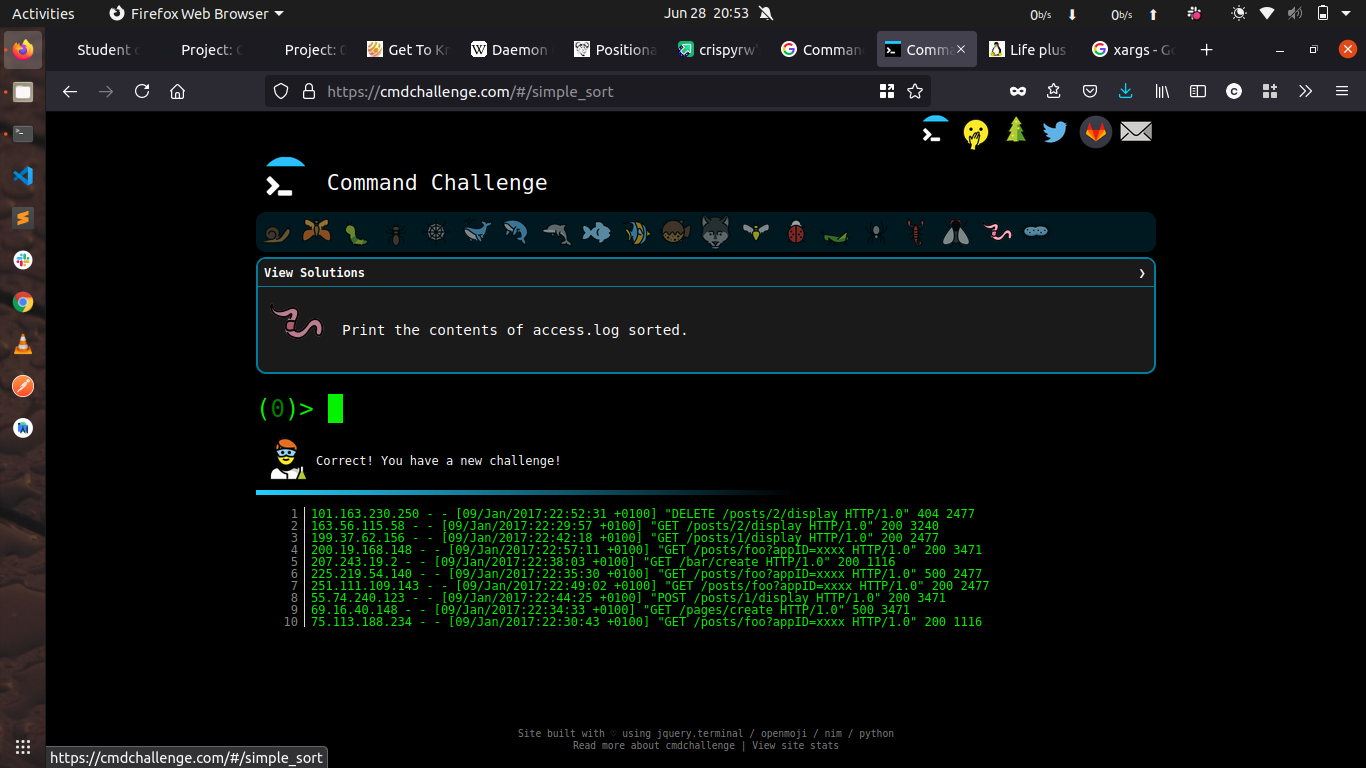 Activities Firefox Web Browser Jun 28 20:53 0b/s 0b/s
Student Project: Project: Get To Kr Daemon Positiona crispyrw Comman Comma Life plus xargs - Go
https://cmdchallenge.com/#/simple_sort
Command Challenge
View Solutions
Print the contents of access.log sorted.
(0)>
Correct! You have a new challenge!
1 101.163.230.250 - - [09/Jan/2017:22:52:31 +0100] "DELETE /posts/2/display HTTP/1.0" 404 2477
2 163.56.115.58 - - [09/Jan/2017:22:29:57 +0100] "GET /posts/2/display HTTP/1.0" 200 3240
3 199.37.62.156 - - [09/Jan/2017:22:42:18 +0100] "GET /posts/1/display HTTP/1.0" 200 2477
4 200.19.168.148 - - [09/Jan/2017:22:57:11 +0100] "GET /posts/foo?appID=xxxx HTTP/1.0" 200 3471
5 207.243.19.2 - - [09/Jan/2017:22:38:03 +0100] "GET /bar/create HTTP/1.0" 200 1116
6 225.219.54.140 - - [09/Jan/2017:22:35:30 +0100] "GET /posts/foo?appID=xxxx HTTP/1.0" 500 2477
7 251.111.109.143 - - [09/Jan/2017:22:49:02 +0100] "GET /posts/foo?appID=xxxx HTTP/1.0" 200 2477
8 55.74.240.123 - - [09/Jan/2017:22:44:25 +0100] "POST /posts/1/display HTTP/1.0" 200 3471
9 69.16.40.148 - - [09/Jan/2017:22:34:33 +0100] "GET /pages/create HTTP/1.0" 500 3471
10 75.113.188.234 - - [09/Jan/2017:22:30:43 +0100] "GET /posts/foo?appID=xxxx HTTP/1.0" 200 1116
Site built with ♡ using jquery.terminal / openmoji / nim / python
Read more about cmdchallenge | View site stats
https://cmdchallenge.com/#/simple_sort